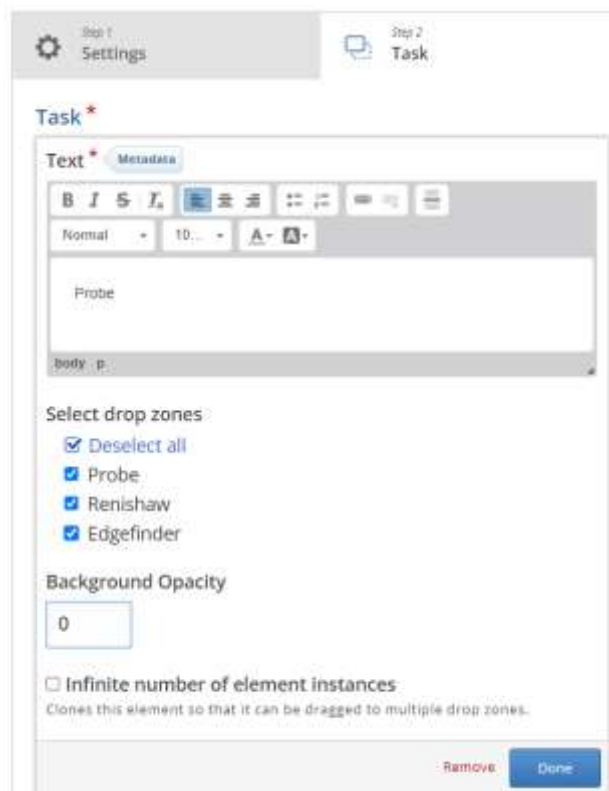 Step 1
Settings
Step 2
Task
Task *
Text * Metadata
B I S Tx
Normal 10... A A
Probe
body p
Select drop zones
Deselect all
Probe
Renishaw
Edgefinder
Background Opacity
0
Infinite number of element instances
Clones this element so that it can be dragged to multiple drop zones.
Remove Done